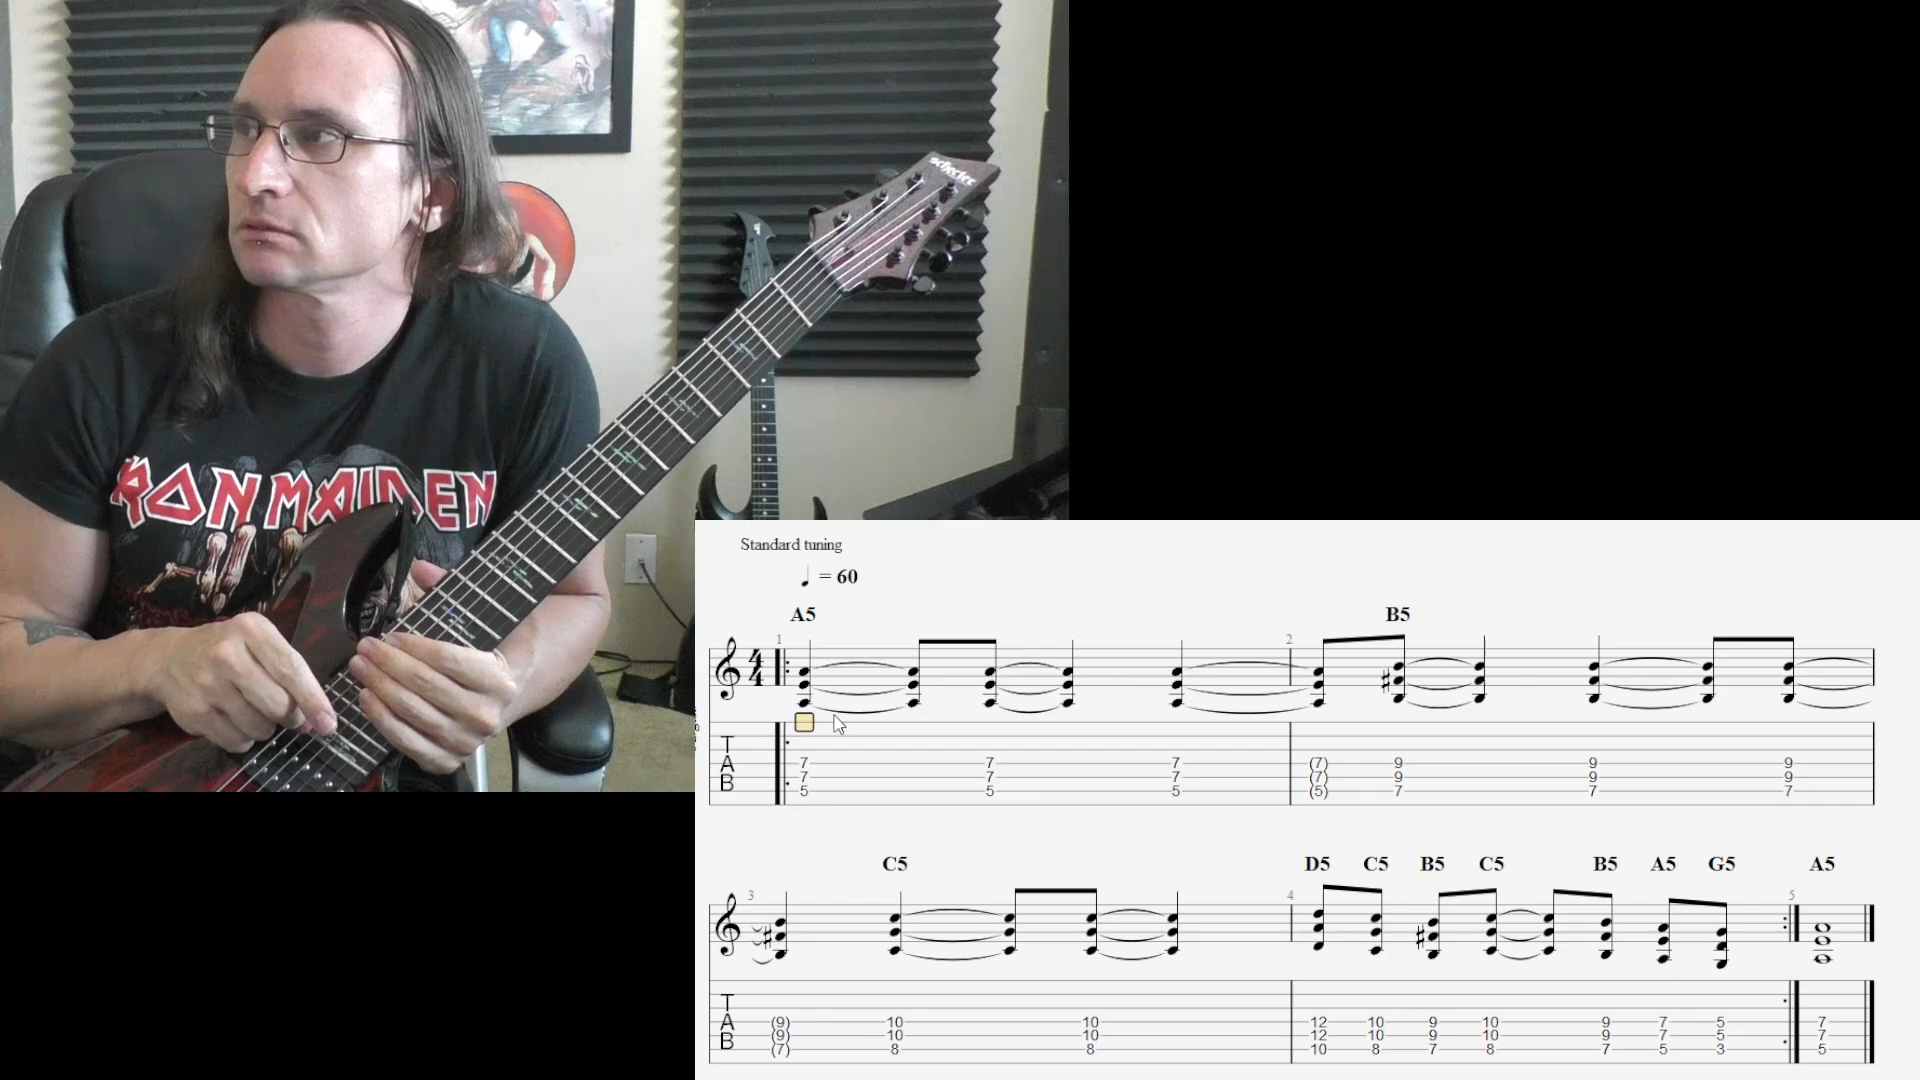 schecter
IRON MAIDEN
Standard tuning
= 60
A5 B5
1 2
4
4
T
A
B
7 7 7 (7) 9 9 9
7 7 7 (7) 9 9 9
5 5 5 (5) 7 7 7
C5 D5 C5 B5 C5 B5 A5 G5 A5
3 4 5
T
A
B
(9) 10 10 12 10 9 10 9 7 5 7
(9) 10 10 12 10 9 10 9 7 5 7
(7) 8 8 10 8 7 8 7 5 3 5